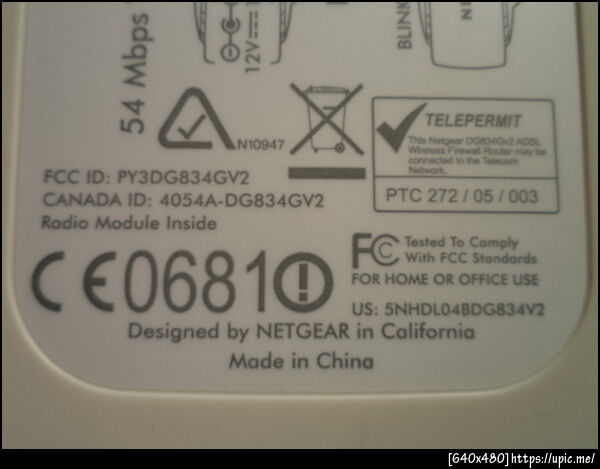 54 Mbps
12V
BLINK
N10947
TELEPERMIT
This Netgear DG834Gv2 ADSL
Wireless Firewall Router may be
connected to the Telecom
Network.
PTC 272 / 05 / 003
FCC ID: PY3DG834GV2
CANADA ID: 4054A-DG834GV2
Radio Module Inside
FC Tested To Comply
With FCC Standards
FOR HOME OR OFFICE USE
CE0681
US: 5NHDL04BDG834V2
Designed by NETGEAR in California
Made in China
[640x480]https://upic.me/